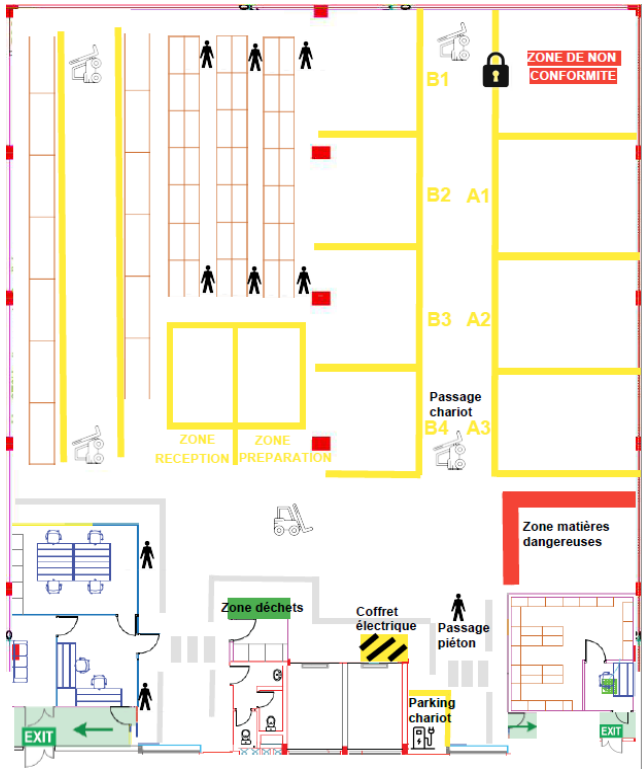 ZONE DE NON
CONFORMITE
B1
B2 A1
B3 A2
Passage
chariot
B4 A3
ZONE
RECEPTION
ZONE
PREPARATION
Zone matières
dangereuses
Zone déchets
Coffret
électrique
Passage
piéton
Parking
chariot
EXIT
EXIT